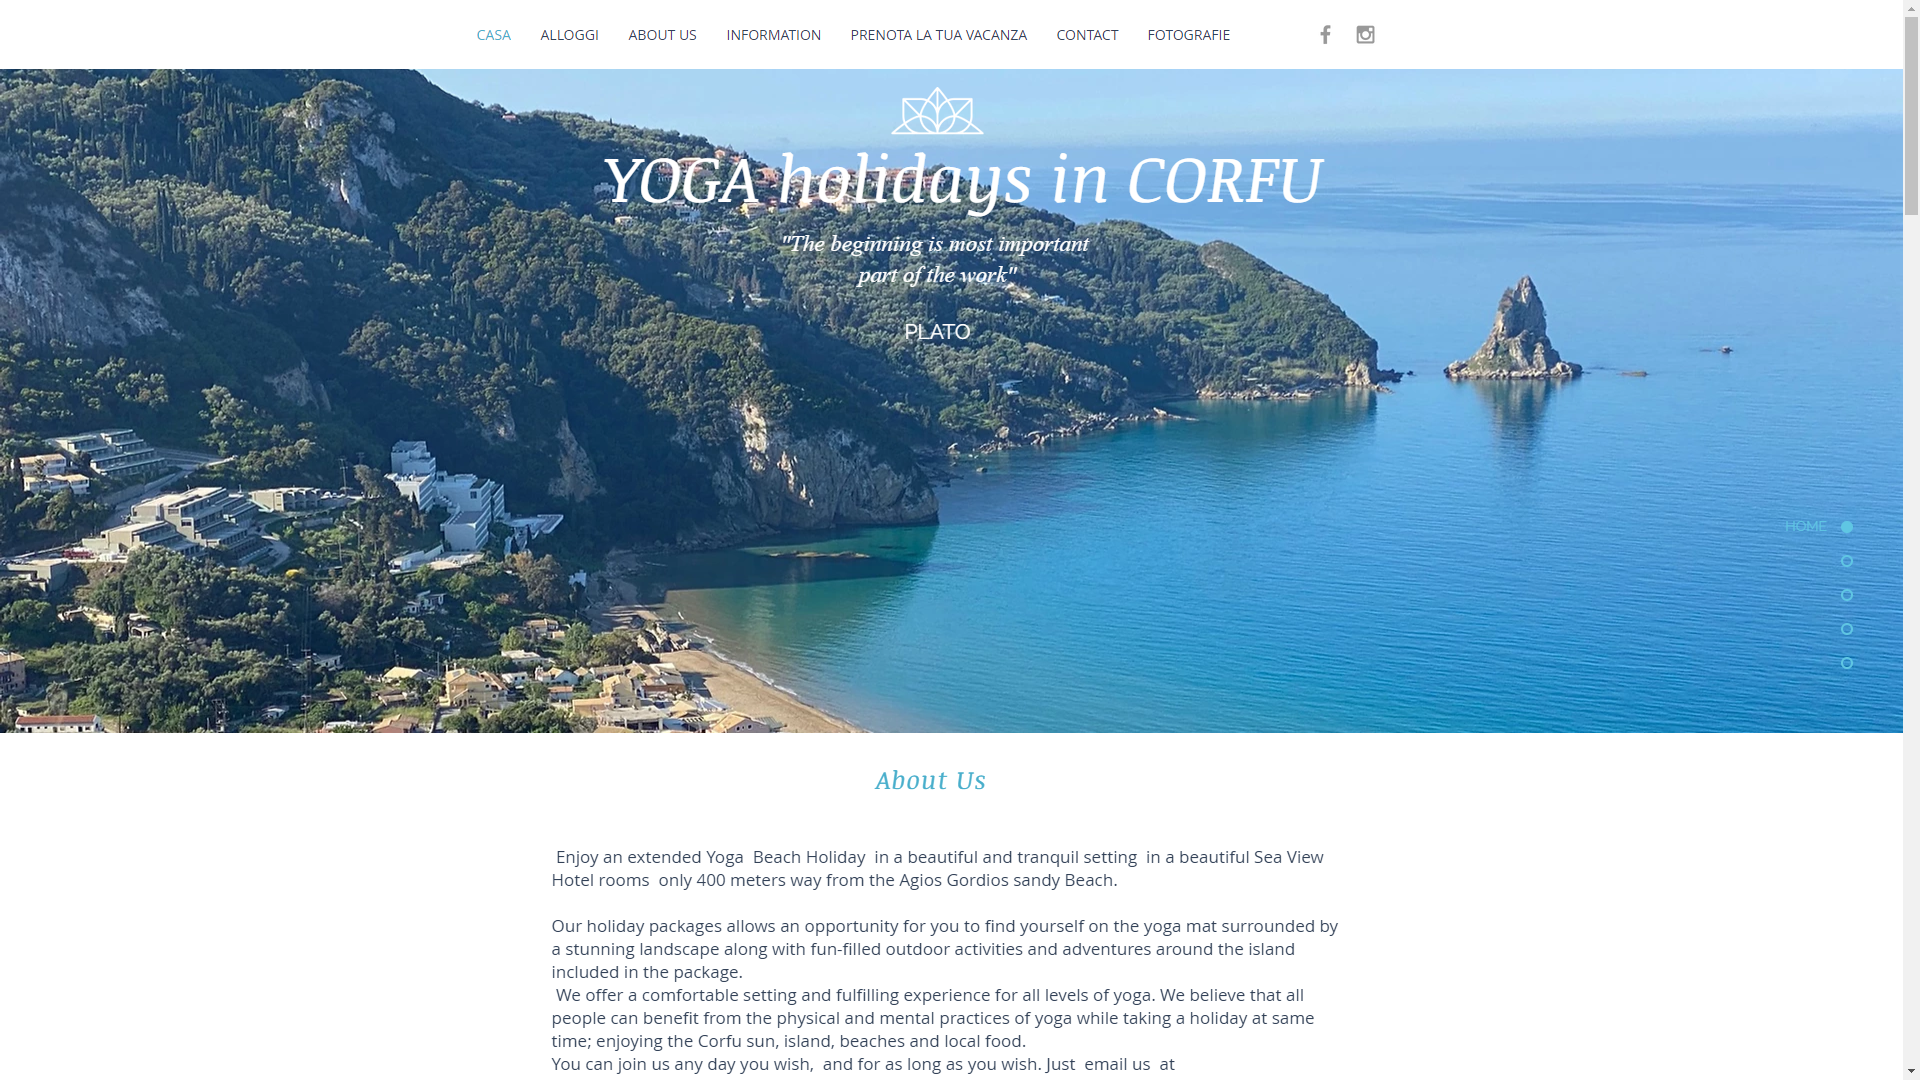 CASA ALLOGGI ABOUT US INFORMATION PRENOTA LA TUA VACANZA CONTACT FOTOGRAFIE
YOGA holidays in CORFU
"The beginning is most important
part of the work"
PLATO
HOME
About Us
Enjoy an extended Yoga Beach Holiday in a beautiful and tranquil setting in a beautiful Sea View
Hotel rooms only 400 meters way from the Agios Gordios sandy Beach.
Our holiday packages allows an opportunity for you to find yourself on the yoga mat surrounded by
a stunning landscape along with fun-filled outdoor activities and adventures around the island
included in the package.
We offer a comfortable setting and fulfilling experience for all levels of yoga. We believe that all
people can benefit from the physical and mental practices of yoga while taking a holiday at same
time; enjoying the Corfu sun, island, beaches and local food.
You can join us any day you wish, and for as long as you wish. Just email us at